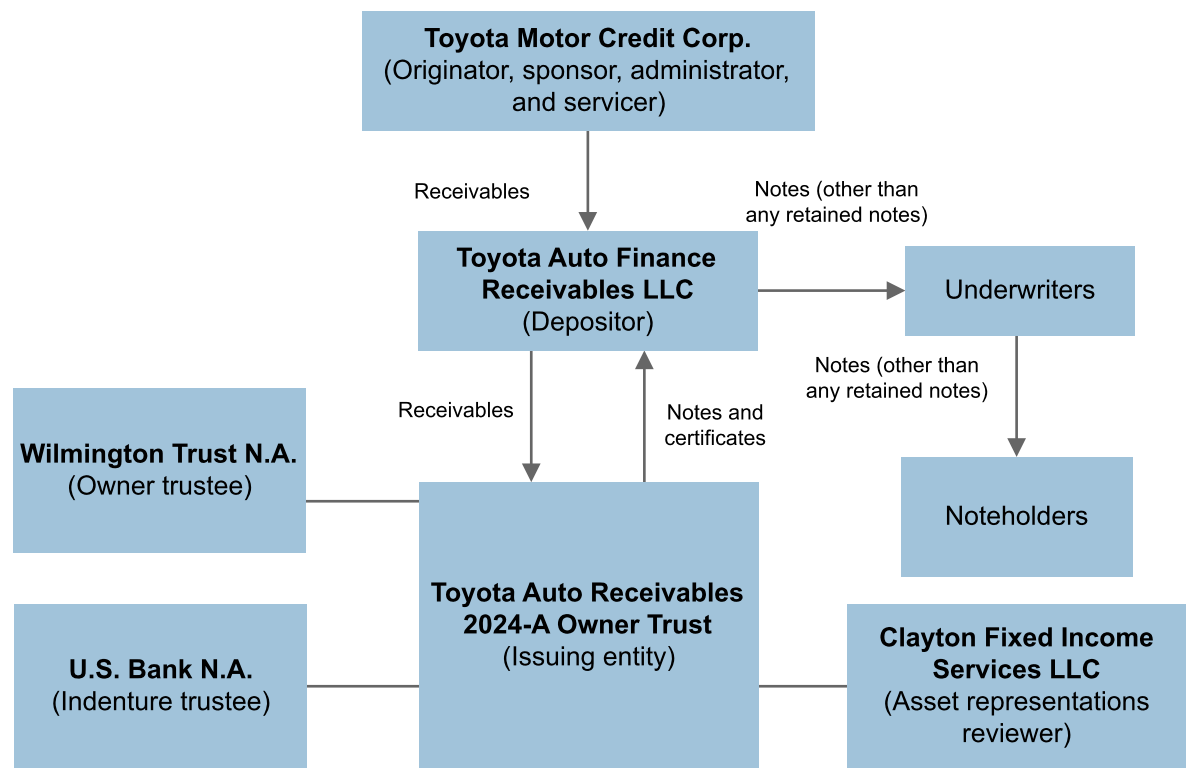 Toyota Motor Credit Corp.
(Originator, sponsor, administrator,
and servicer)
Receivables
Notes (other than
any retained notes)
Toyota Auto Finance
Receivables LLC
(Depositor)
Underwriters
Receivables
Notes and
certificates
Notes (other than
any retained notes)
Wilmington Trust N.A.
(Owner trustee)
Noteholders
Toyota Auto Receivables
2024-A Owner Trust
(Issuing entity)
U.S. Bank N.A.
(Indenture trustee)
Clayton Fixed Income
Services LLC
(Asset representations
reviewer)